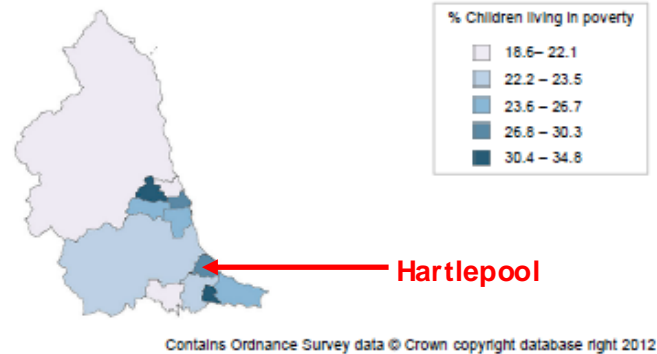 % Children living in poverty
18.6– 22.1
22.2 – 23.5
23.6 – 26.7
26.8 – 30.3
30.4 – 34.8
Hartlepool
Contains Ordnance Survey data © Crown copyright database right 2012